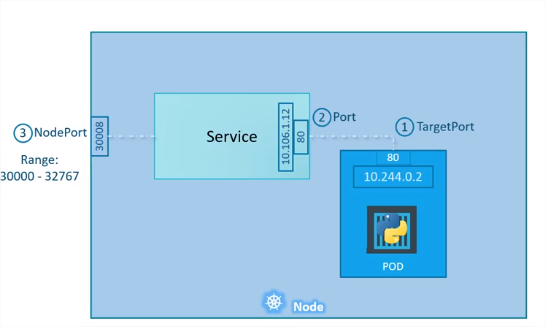 ② Port
① TargetPort
③ NodePort
30008
Service
10.106.1.12
80
80
Range:
30000 - 32767
10.244.0.2
POD
Node